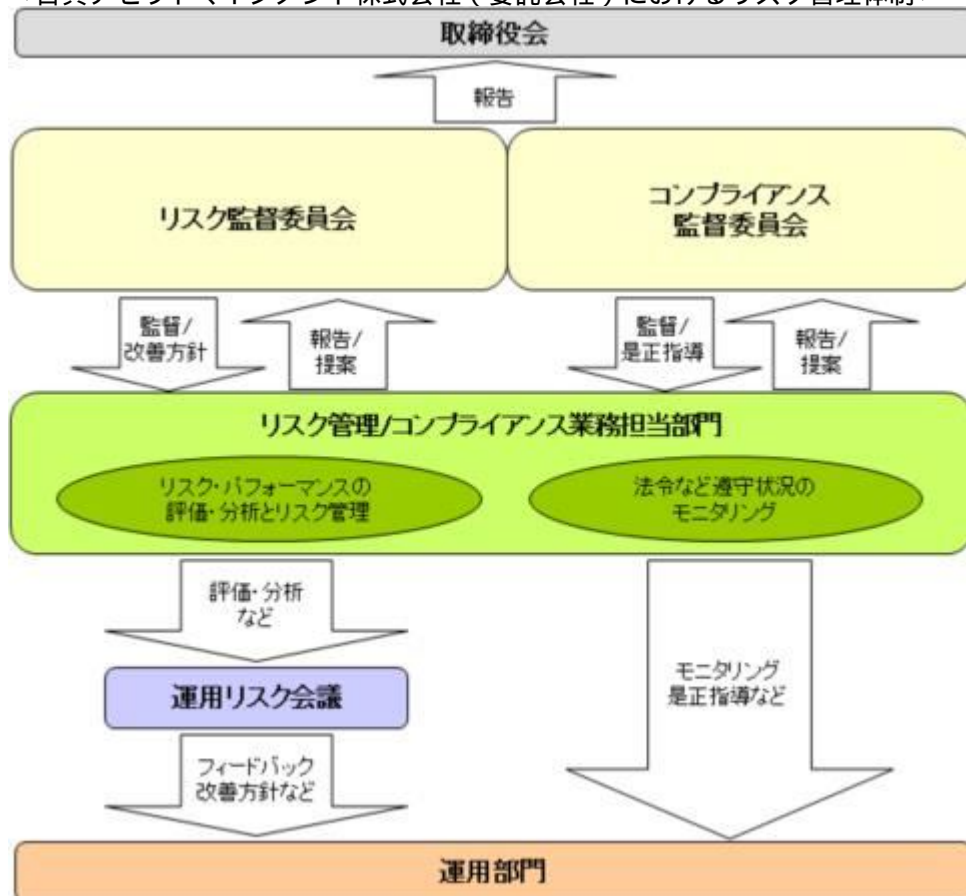 取締役会
報告
リスク監督委員会
コンプライアンス
監督委員会
監督/
改善方針
報告/
提案
監督/
是正指導
報告/
提案
リスク管理/コンプライアンス業務担当部門
リスク・パフォーマンスの
評価・分析とリスク管理
法令など遵守状況の
モニタリング
評価・分析
など
運用リスク会議
モニタリング
是正指導など
フィードバック
改善方針など
運用部門